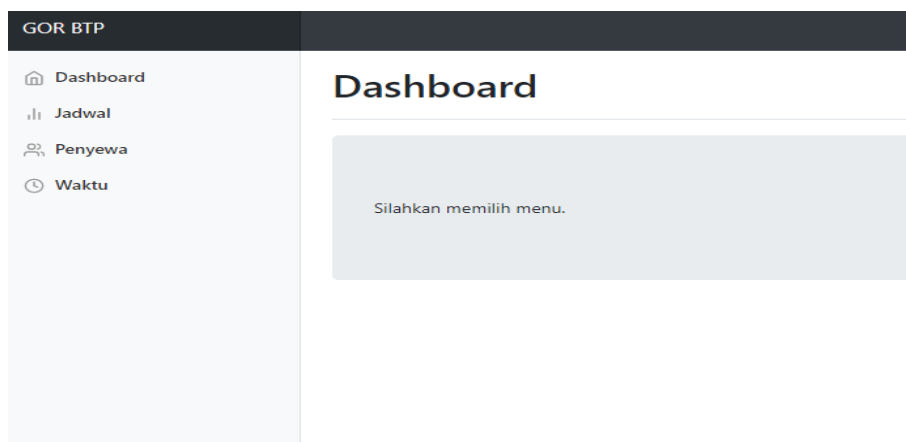 GOR BTP
Dashboard
Jadwal
Penyewa
Waktu
Dashboard
Silahkan memilih menu.